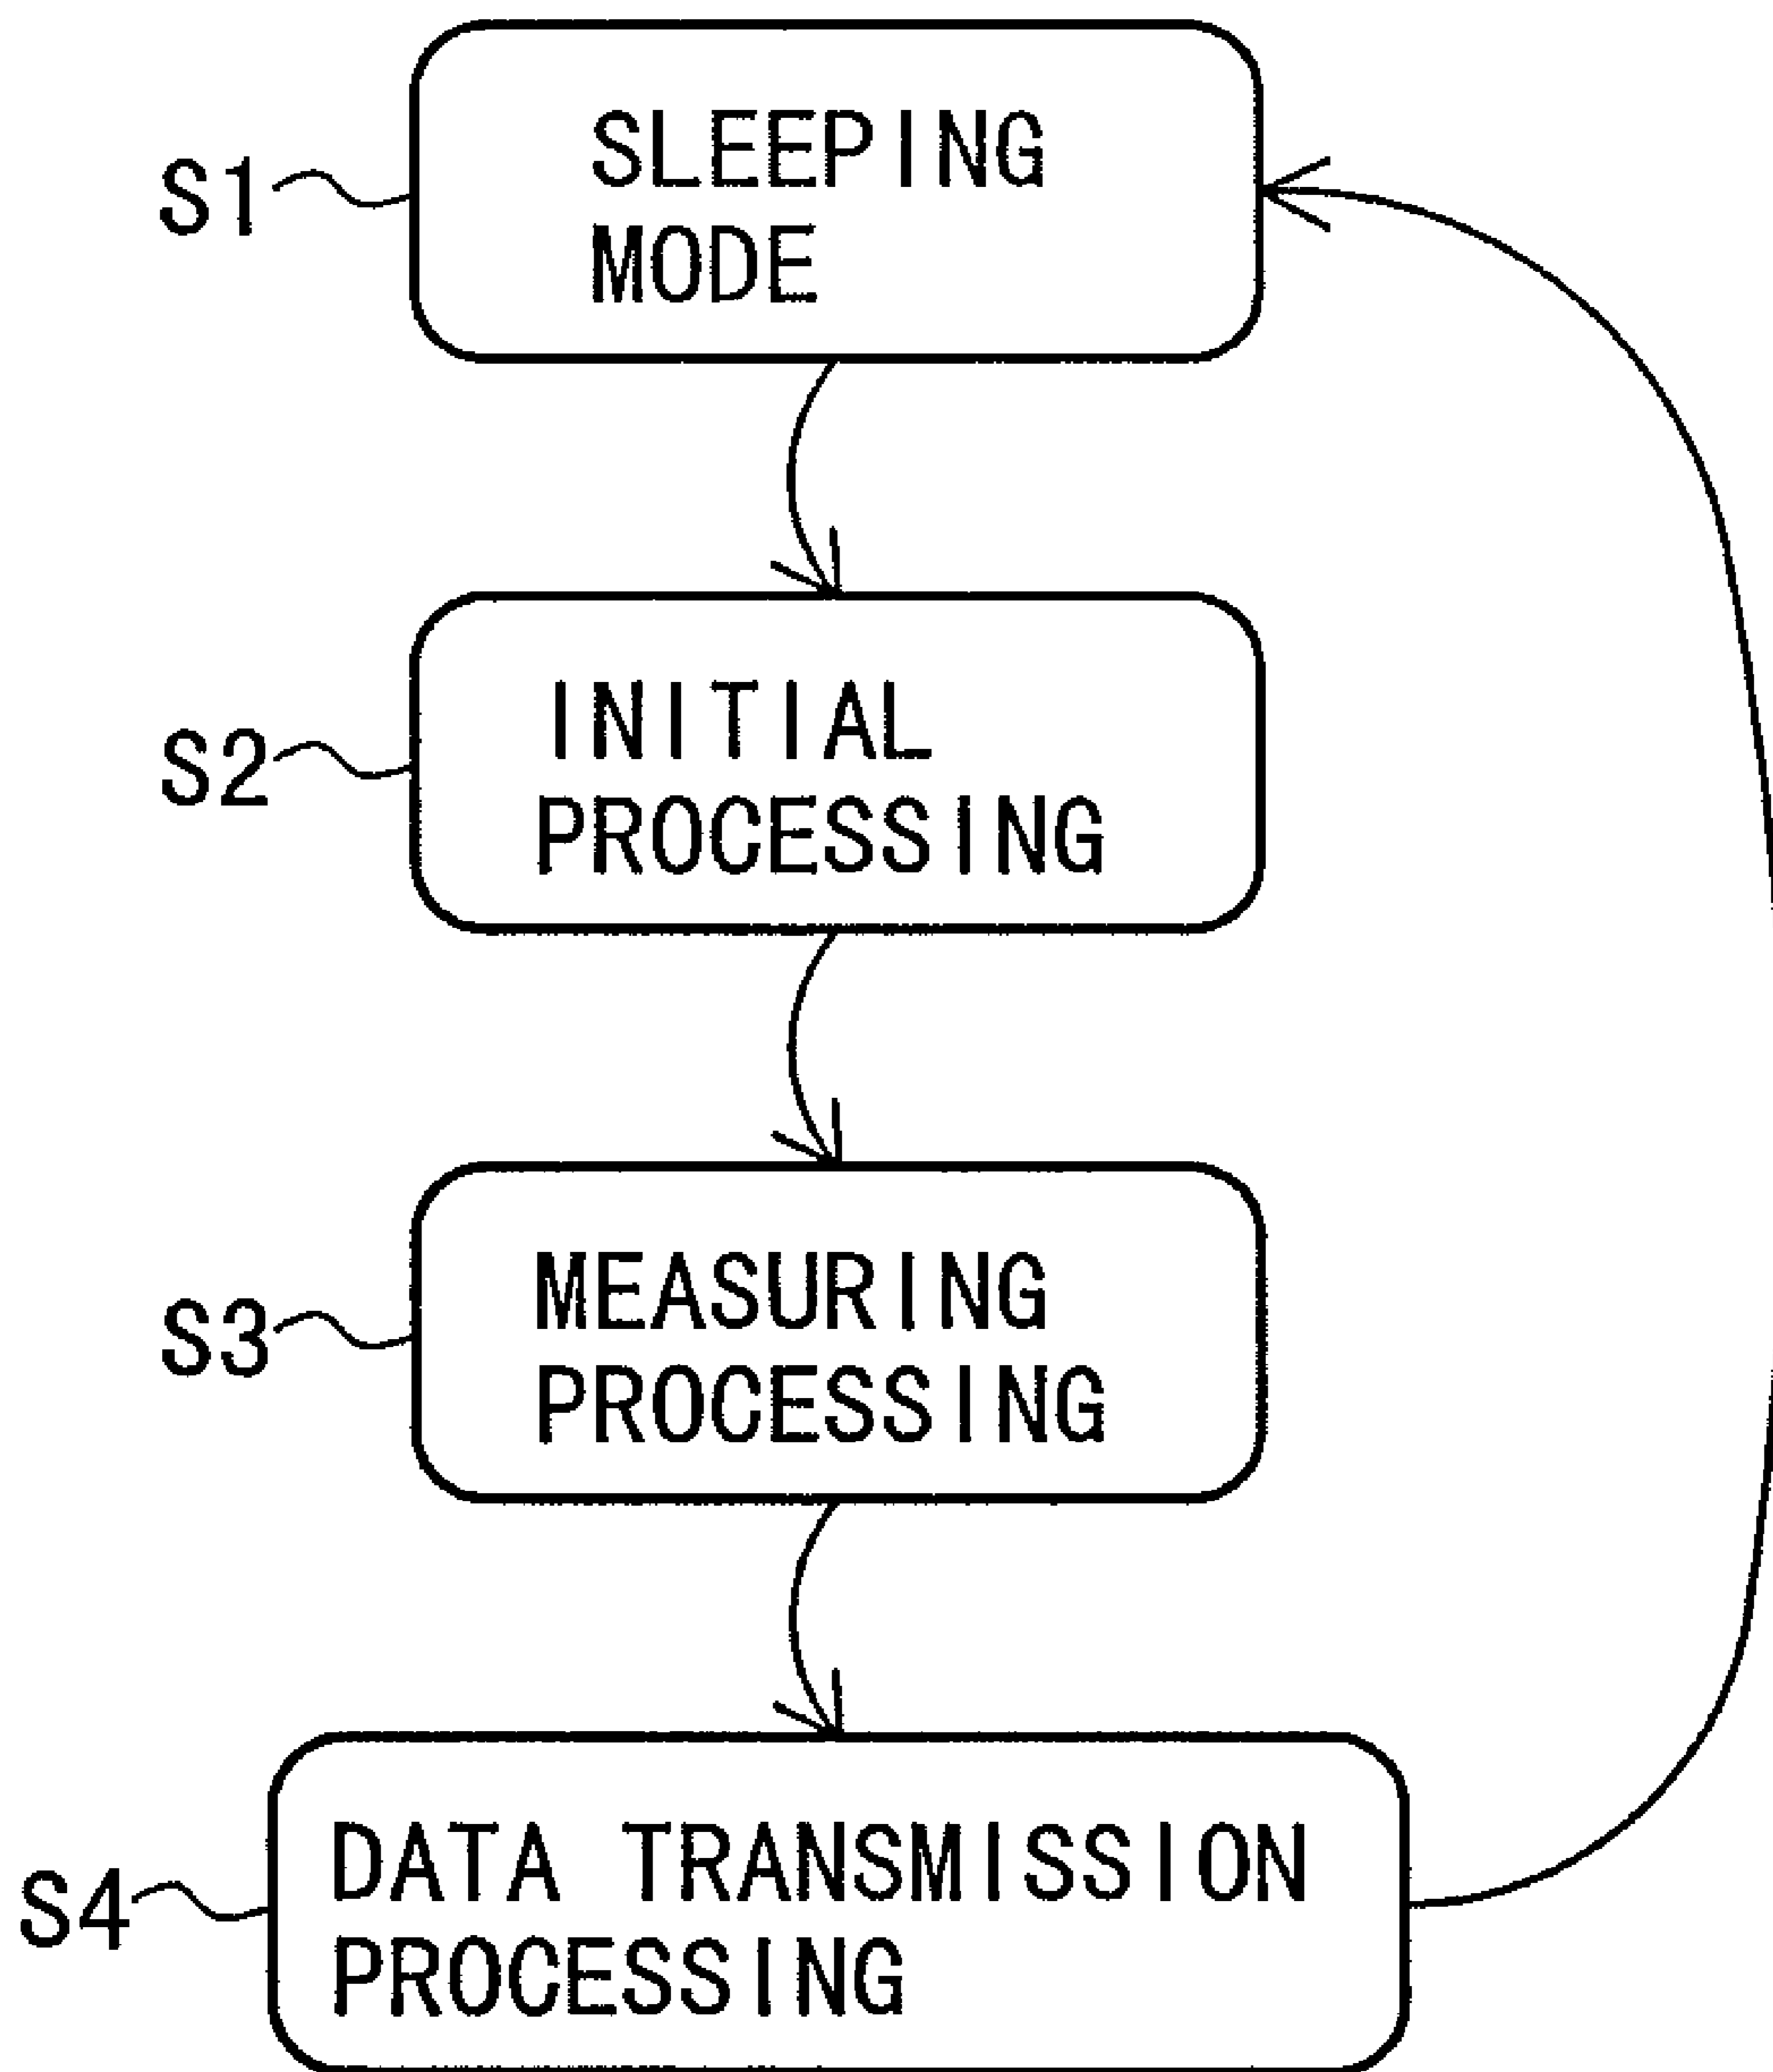 S1
SLEEPING
MODE
S2
INITIAL
PROCESSING
S3
MEASURING
PROCESSING
S4
DATA TRANSMISSION
PROCESSING